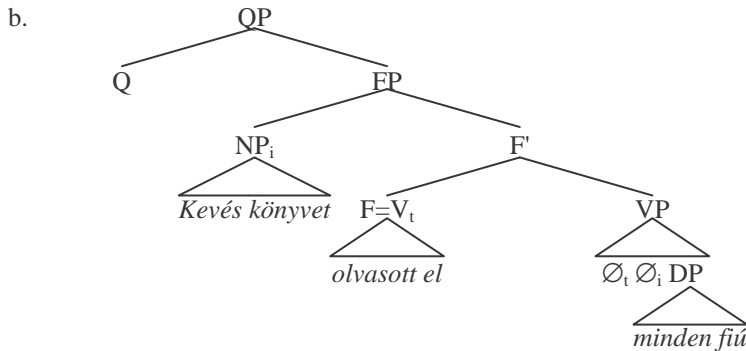 b.
QP
Q
FP
NPᵢ
F'
Kevés könyvet
F=Vₜ
VP
olvasott el
∅ₜ ∅ᵢ DP
minden fiú